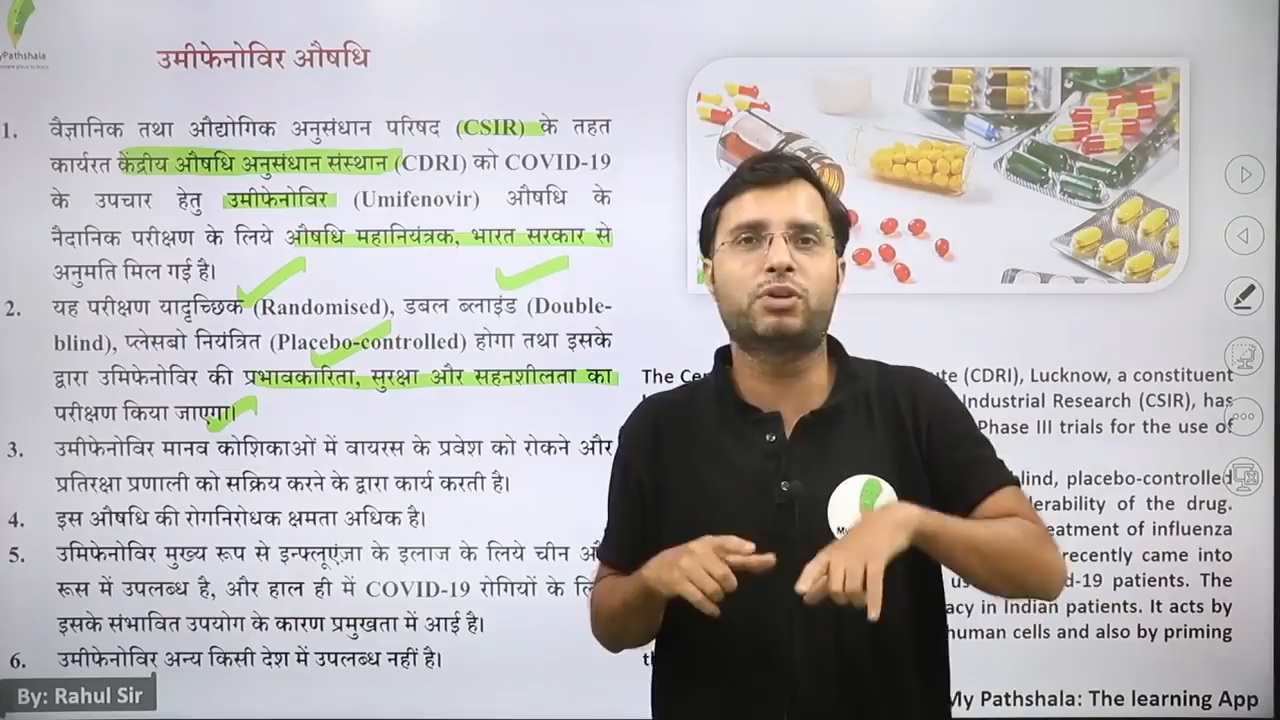 yPathshala
उमीफेनोविर औषधि
1. वैज्ञानिक तथा औद्योगिक अनुसंधान परिषद (CSIR) के तहत
कार्यरत केंद्रीय औषधि अनुसंधान संस्थान (CDRI) को COVID-19
के उपचार हेतु उमीफेनोविर (Umifenovir) औषधि के
नैदानिक परीक्षण के लिये औषधि महानियंत्रक, भारत सरकार से
अनुमति मिल गई है।
2. यह परीक्षण यादृच्छिक (Randomised), डबल ब्लाइंड (Double-
blind), प्लेसबो नियंत्रित (Placebo-controlled) होगा तथा इसके
द्वारा उमिफेनोविर की प्रभावकारिता, सुरक्षा और सहनशीलता का
परीक्षण किया जाएगा।
3. उमीफेनोविर मानव कोशिकाओं में वायरस के प्रवेश को रोकने और
प्रतिरक्षा प्रणाली को सक्रिय करने के द्वारा कार्य करती है।
4. इस औषधि की रोगनिरोधक क्षमता अधिक है।
5. उमिफेनोविर मुख्य रूप से इन्फ्लूएंज़ा के इलाज के लिये चीन
रूस में उपलब्ध है, और हाल ही में COVID-19 रोगियों के
इसके संभावित उपयोग के कारण प्रमुखता में आई है।
6. उमीफेनोविर अन्य किसी देश में उपलब्ध नहीं है।
By: Rahul Sir
The (CDRI), Lucknow, a constituent
Industrial Research (CSIR), has
Phase III trials for the use of
placebo-controlled
of the drug.
of influenza
recently came into
patients. The
in Indian patients. It acts by
human cells and also by priming
My Pathshala: The learning App